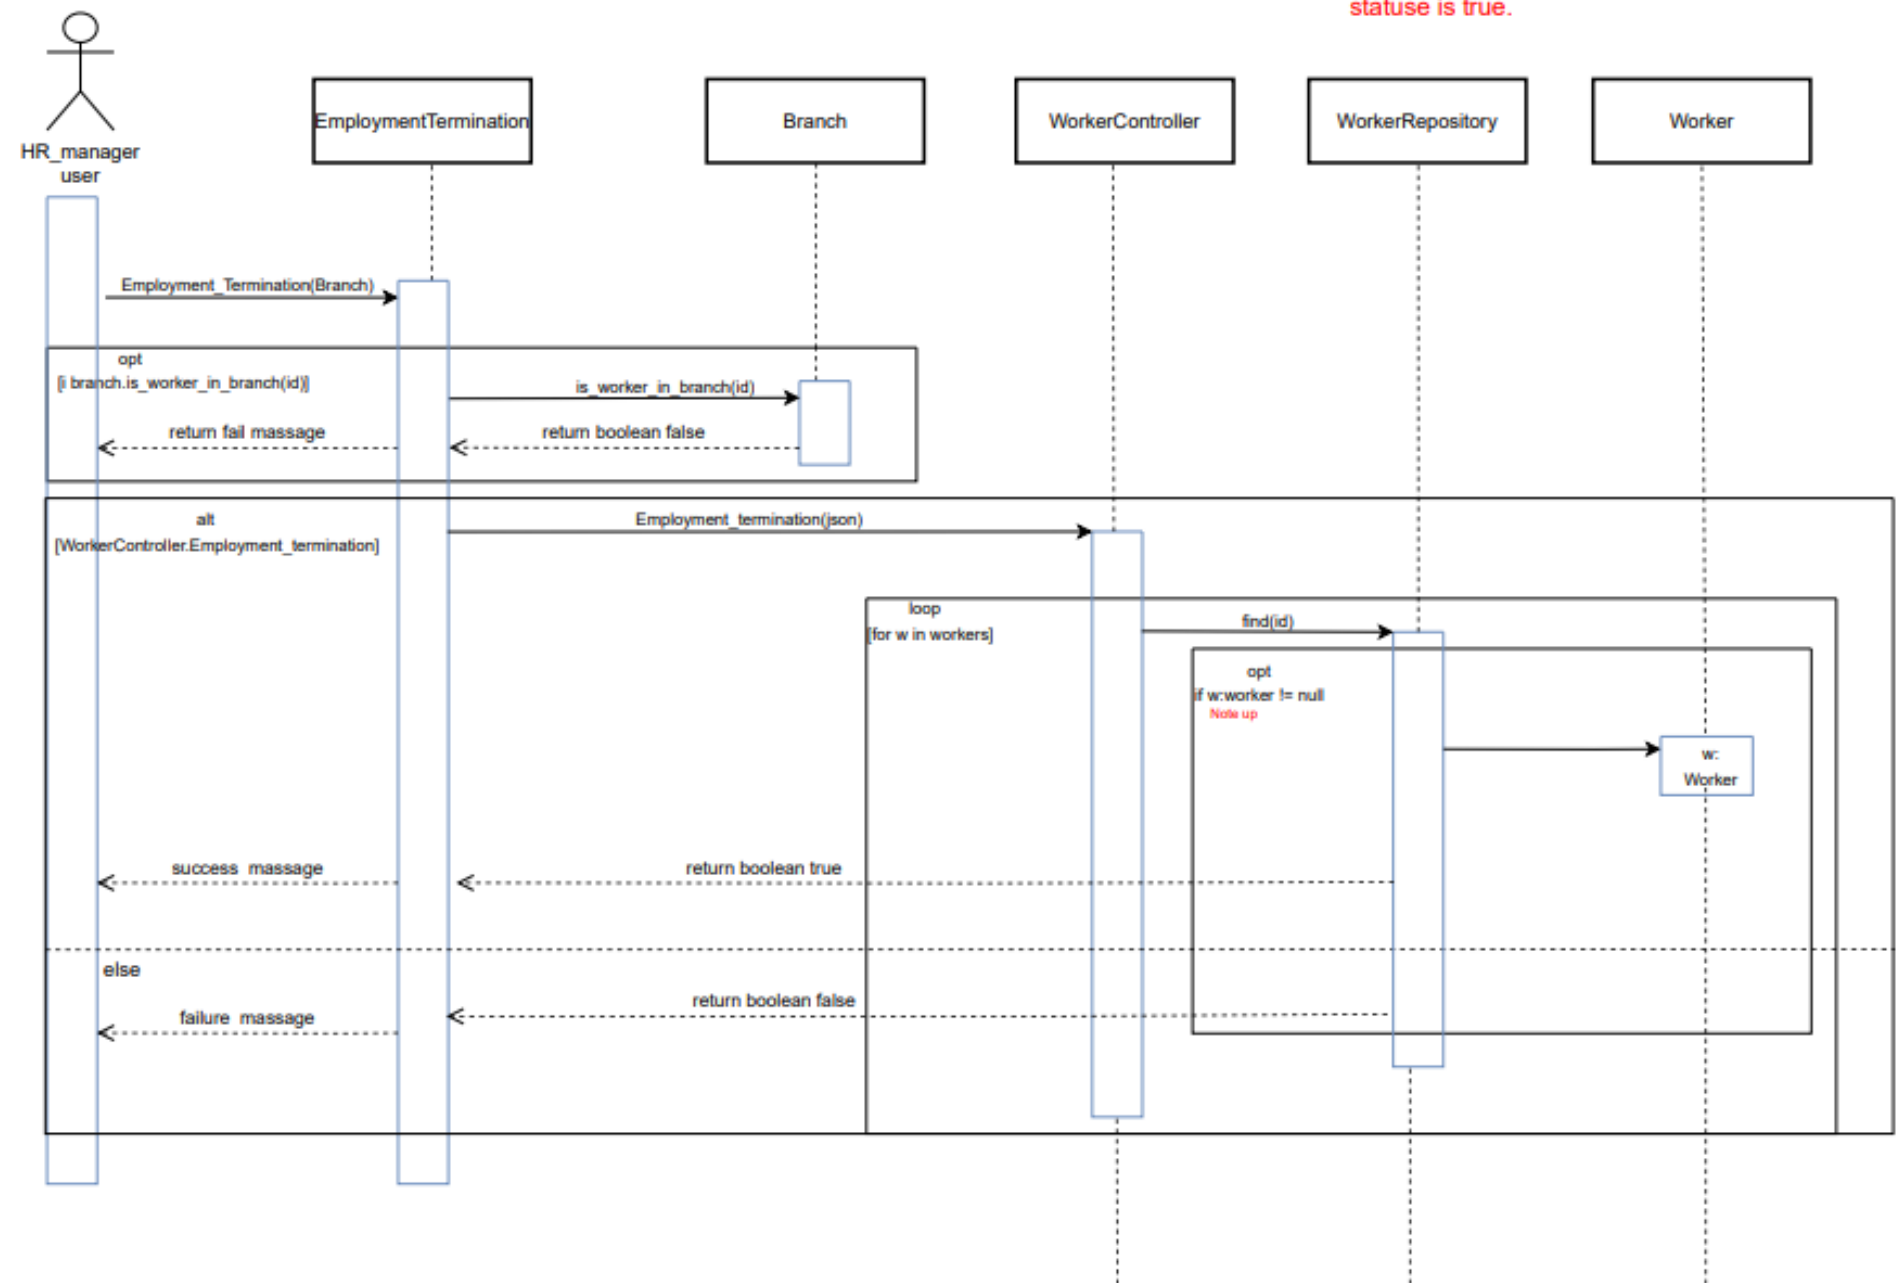 statuse is true.
EmploymentTermination
Branch
WorkerController
WorkerRepository
Worker
HR_manager
user
Employment_Termination(Branch)
opt
[i branch.is_worker_in_branch(id)]
is_worker_in_branch(id)
return fail massage
return boolean false
alt
[WorkerController.Employment_termination]
Employment_termination(json)
loop
[for w in workers]
find(id)
opt
if w:worker != null
Note up
w:
Worker
success massage
return boolean true
else
return boolean false
failure massage